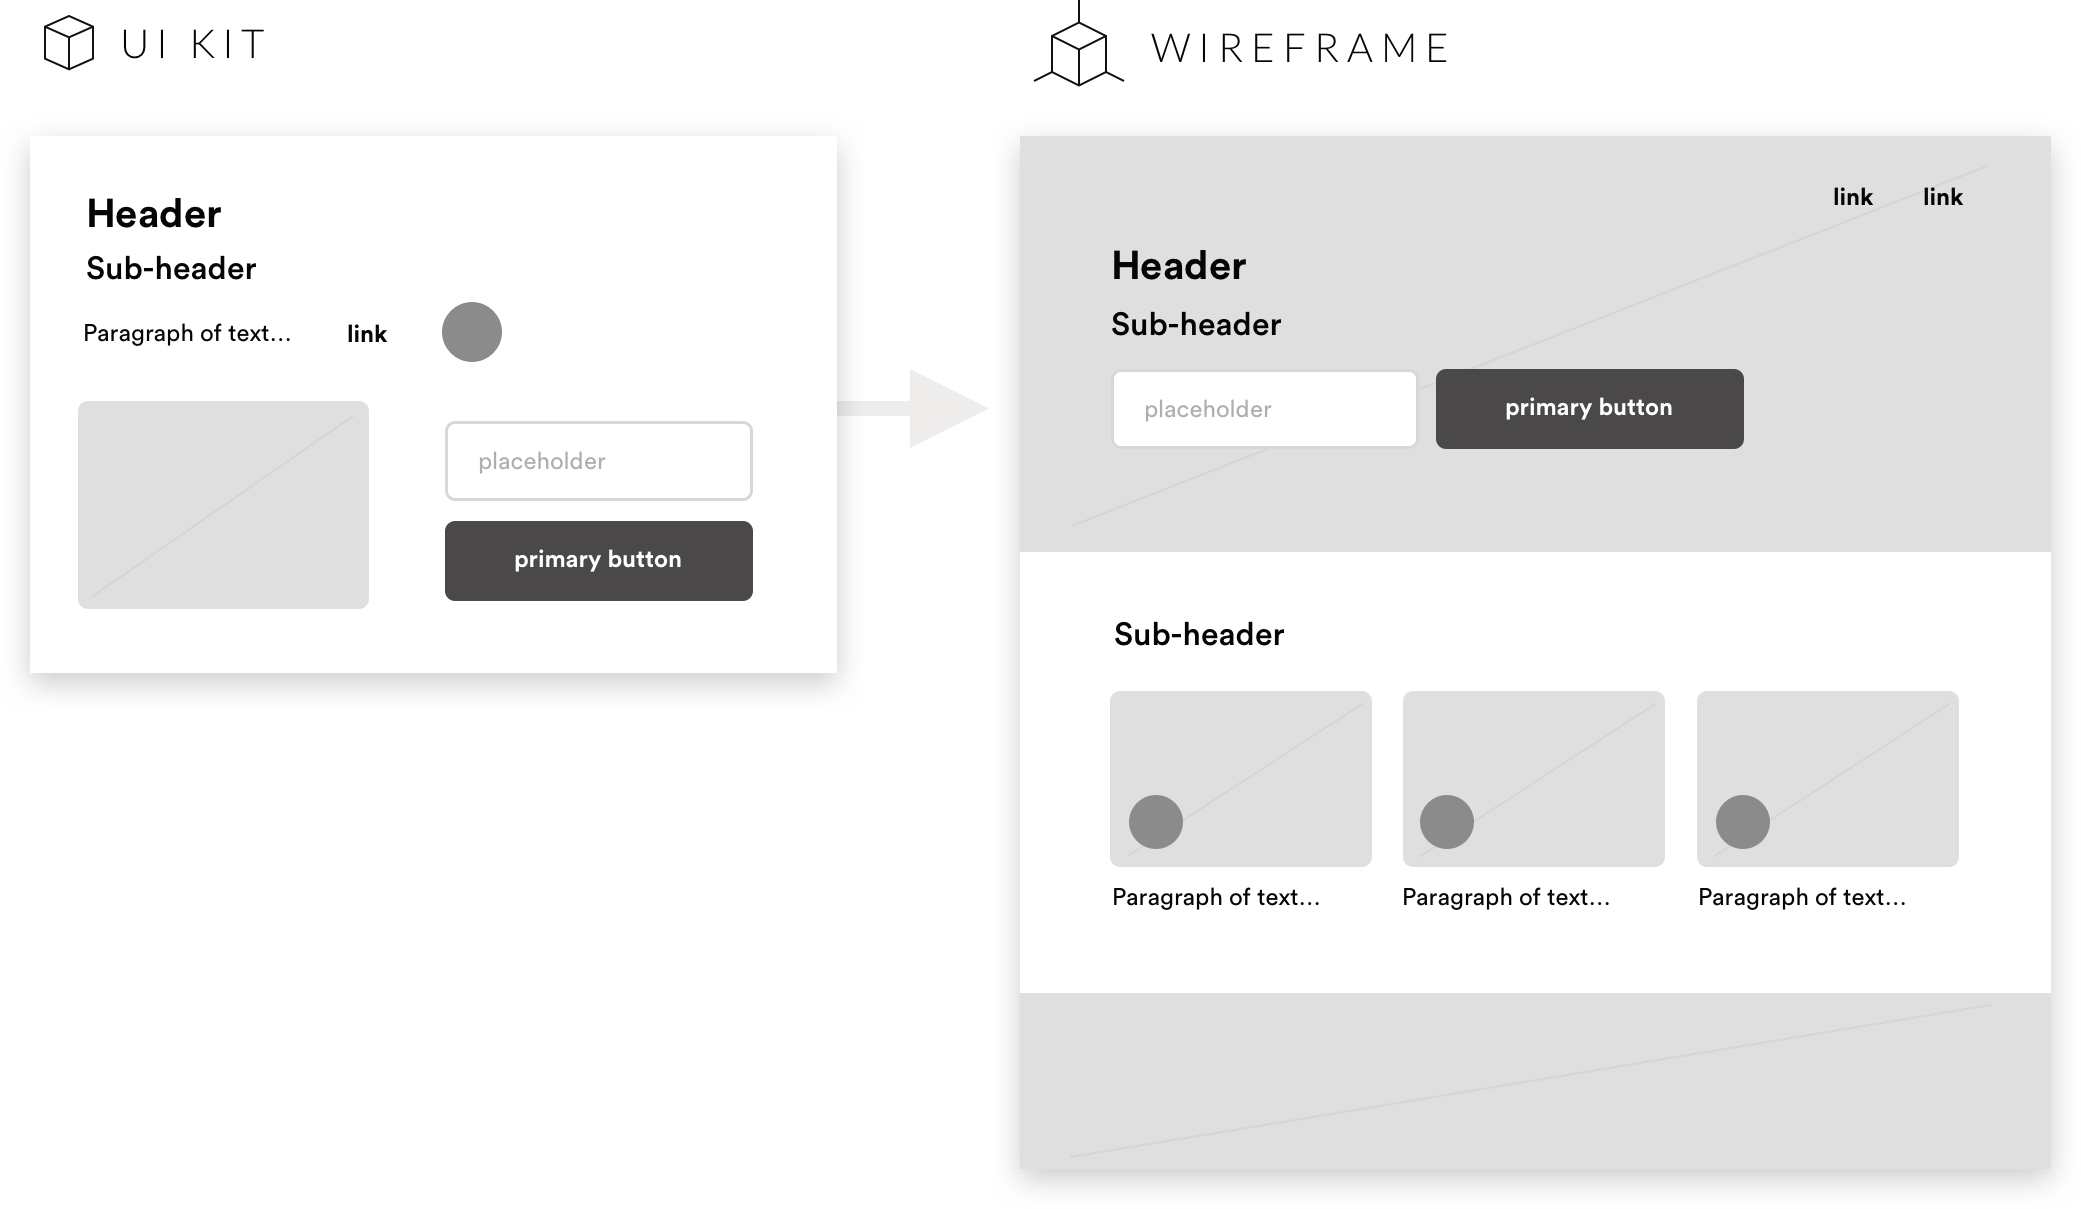 UI KIT
Header
Sub-header
Paragraph of text...
link
placeholder
primary button
WIREFRAME
link link
Header
Sub-header
placeholder
primary button
Sub-header
Paragraph of text...
Paragraph of text...
Paragraph of text...